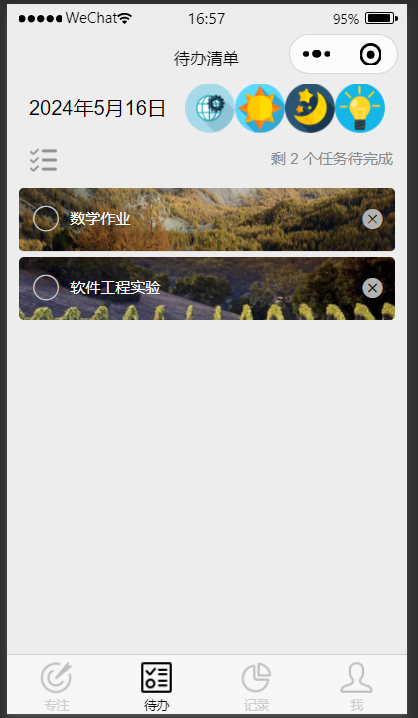 WeChat 16:57 95%
待办清单
2024年5月16日
剩 2 个任务待完成
数学作业
软件工程实验
专注 待办 记录 我